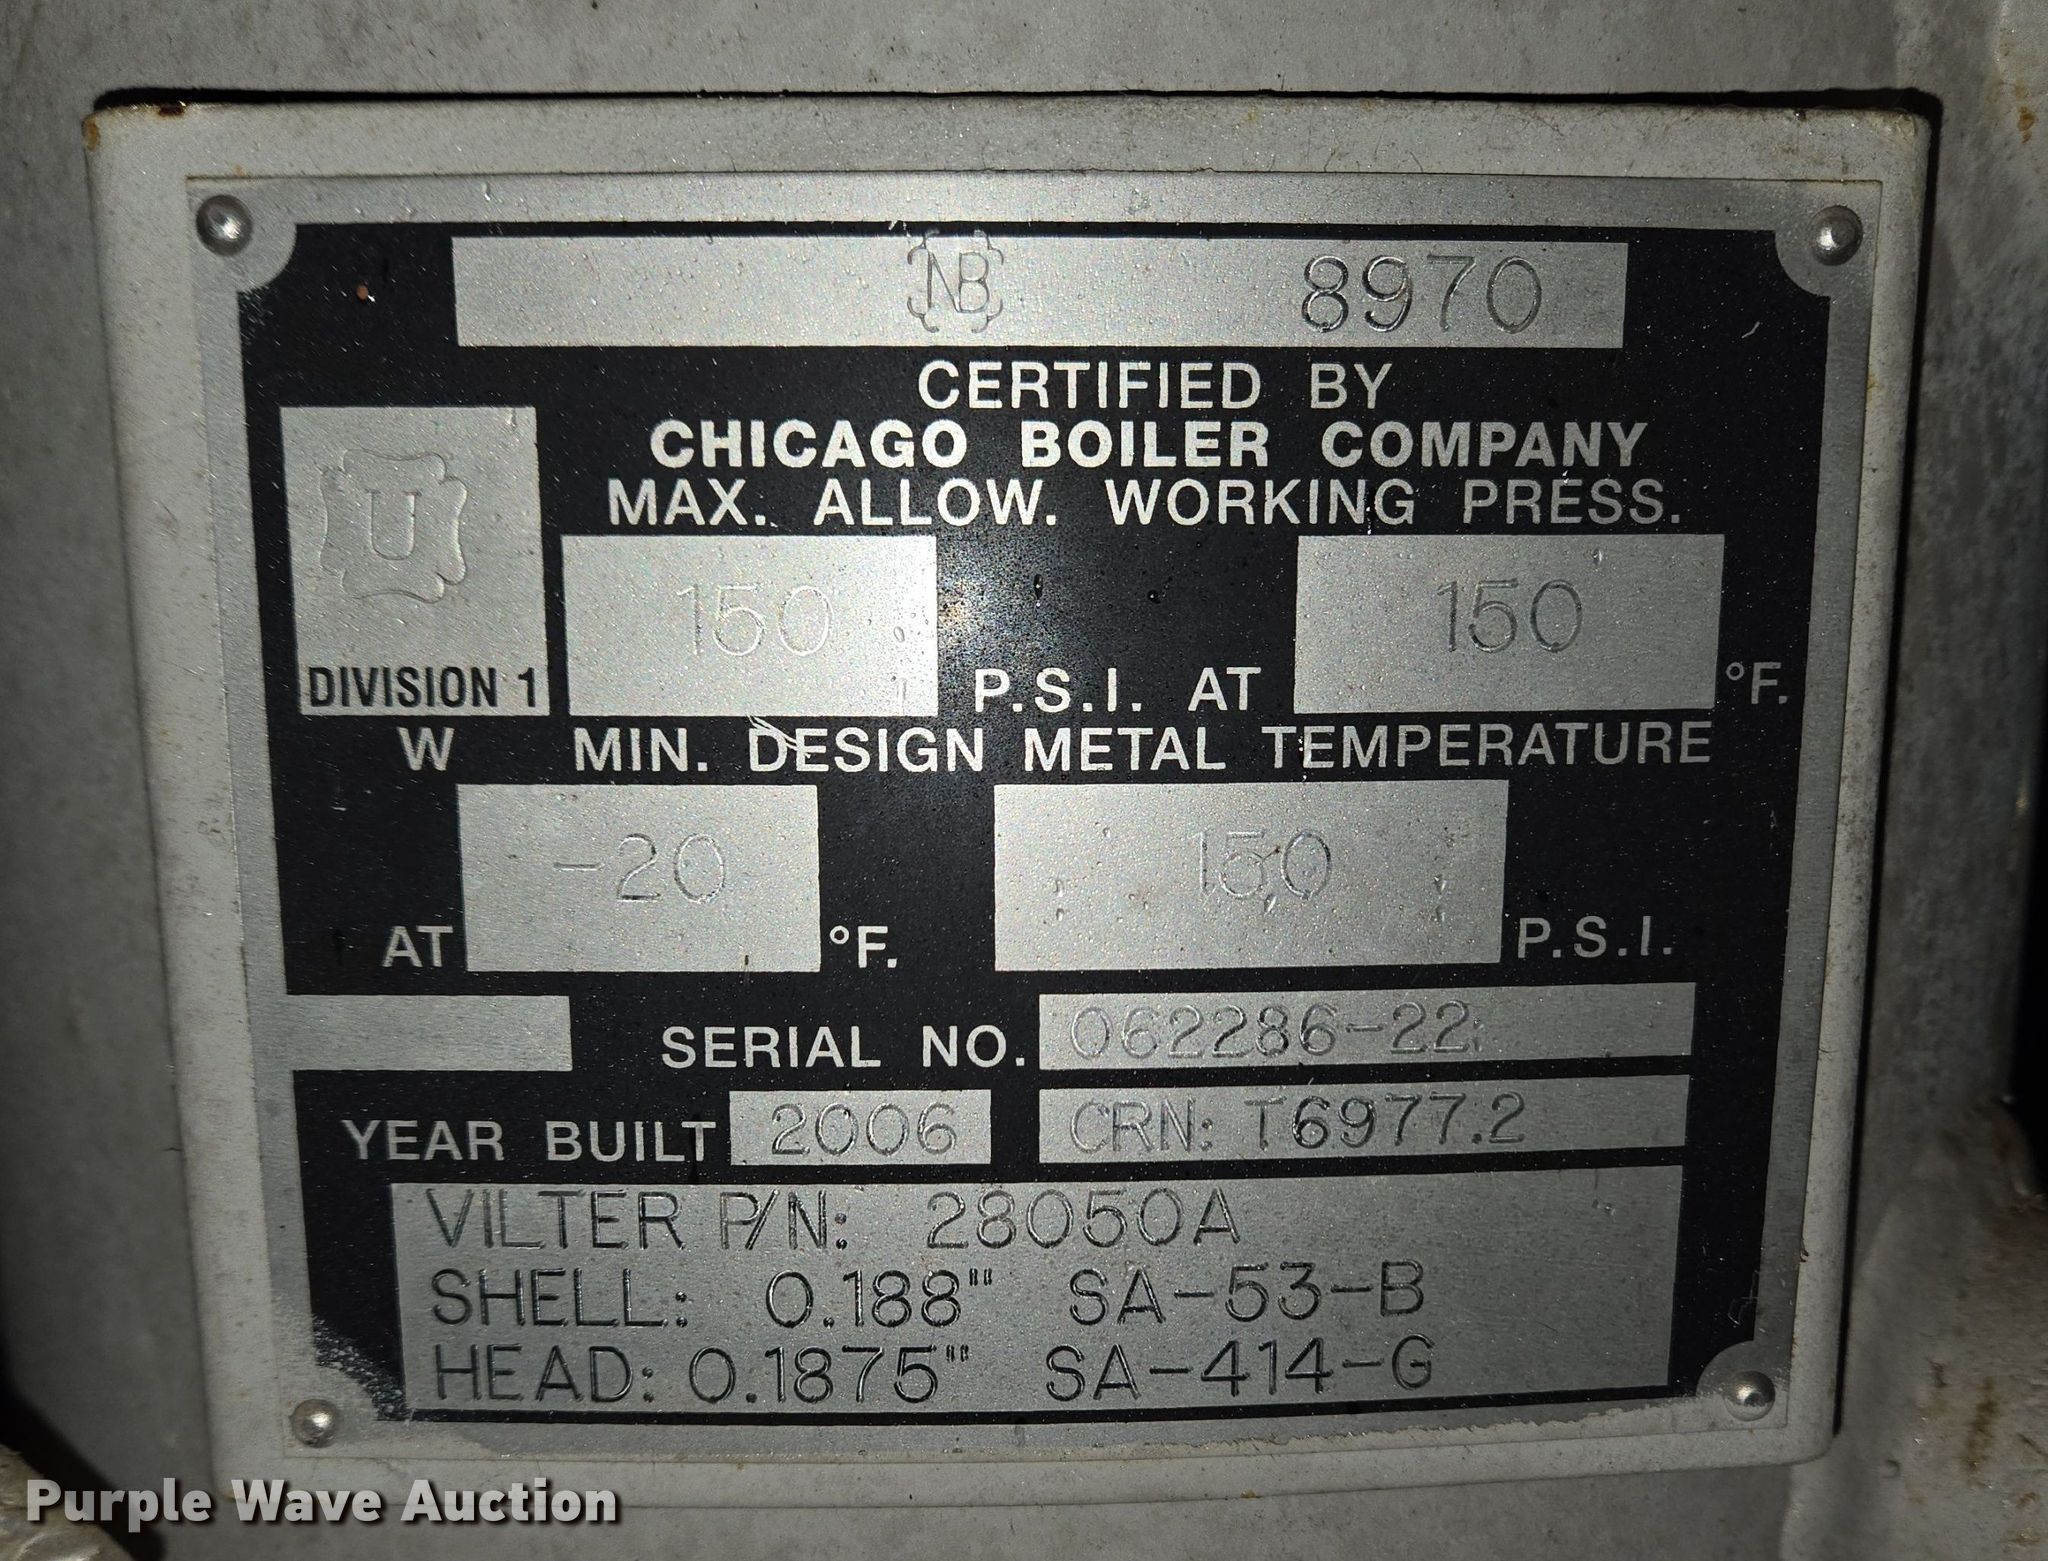 NB 8970
CERTIFIED BY
CHICAGO BOILER COMPANY
MAX. ALLOW. WORKING PRESS.
U
150 P.S.I. AT 150 °F.
DIVISION 1
W MIN. DESIGN METAL TEMPERATURE
AT -20 °F. 150 P.S.I.
SERIAL NO. 062286-22
YEAR BUILT 2006 CRN: T6977.2
VILTER P/N: 28050A
SHELL: 0.188" SA-53-B
HEAD: 0.1875" SA-414-G
Purple Wave Auction